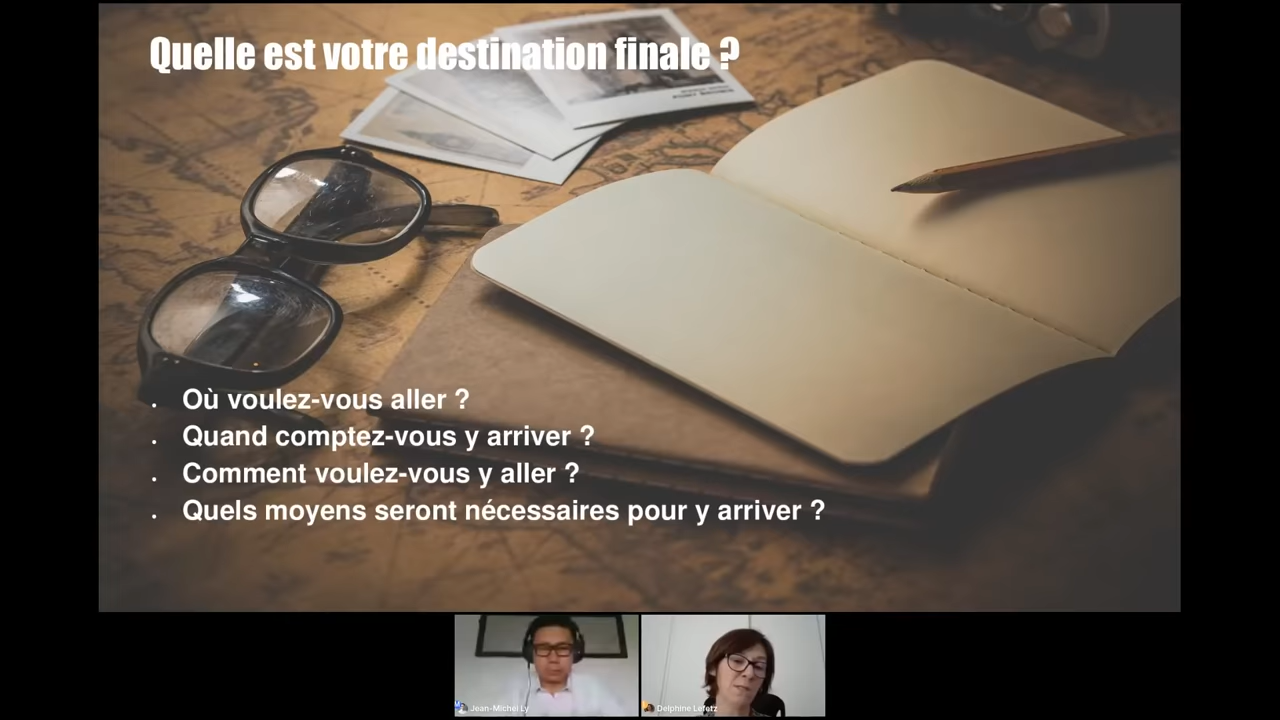 Quelle est votre destination finale ?
. Où voulez-vous aller ?
. Quand comptez-vous y arriver ?
. Comment voulez-vous y aller ?
. Quels moyens seront nécessaires pour y arriver ?
Jean-Michel Ly
Delphine Lefetz